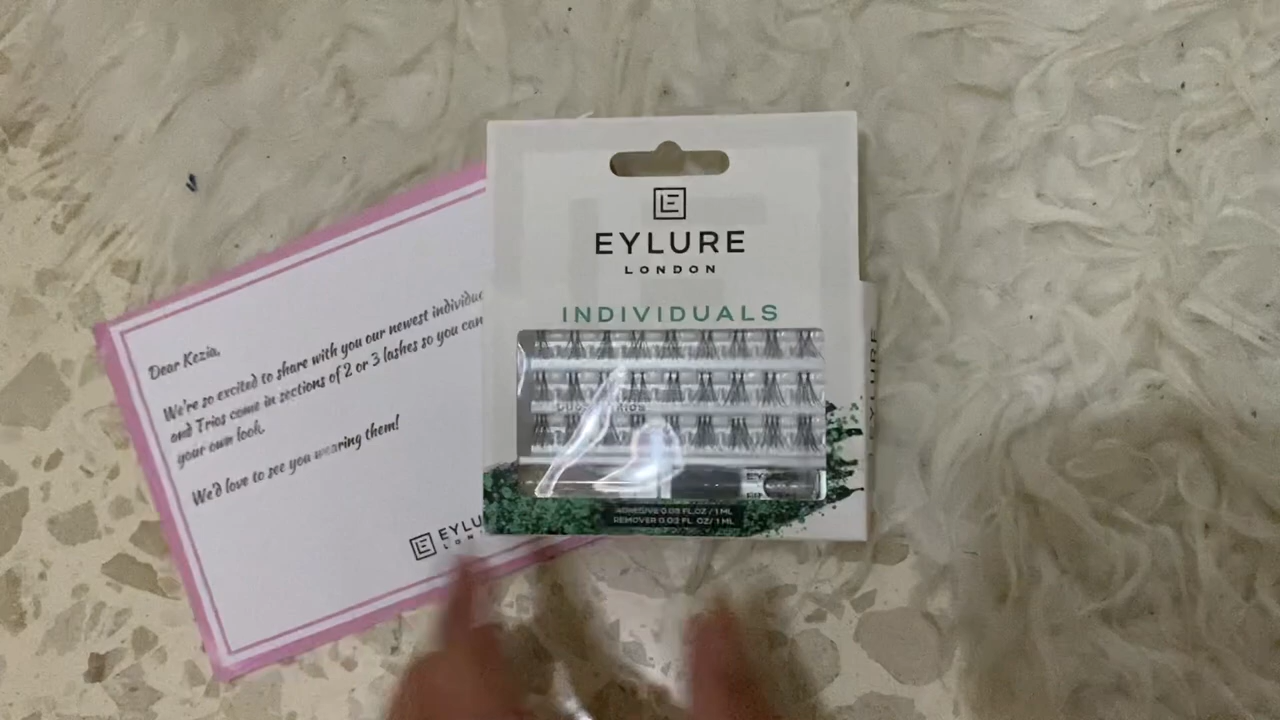 Dear Kezia,
We're so excited to share with you our newest
and Trios come in sections of 2 or 3 lashes so you can
your own look.
We'd love to see you wearing them!
LE
EYLURE
LONDON
INDIVIDUALS
ADHESIVE 0.03 FL.OZ / 1 ML
REMOVER 0.03 FL. OZ/ 1 ML
EYLURE